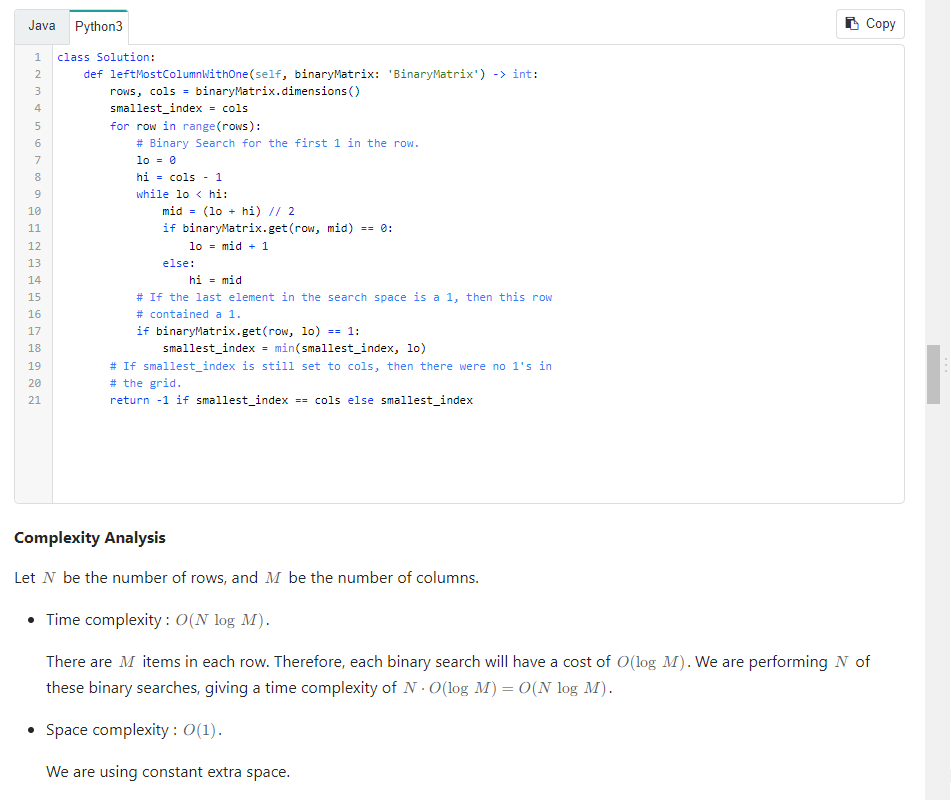 Java Python3 Copy
1 class Solution:
2     def leftMostColumnWithOne(self, binaryMatrix: 'BinaryMatrix') -> int:
3         rows, cols = binaryMatrix.dimensions()
4         smallest_index = cols
5         for row in range(rows):
6             # Binary Search for the first 1 in the row.
7             lo = 0
8             hi = cols - 1
9             while lo < hi:
10                 mid = (lo + hi) // 2
11                 if binaryMatrix.get(row, mid) == 0:
12                     lo = mid + 1
13                 else:
14                     hi = mid
15             # If the last element in the search space is a 1, then this row
16             # contained a 1.
17             if binaryMatrix.get(row, lo) == 1:
18                 smallest_index = min(smallest_index, lo)
19         # If smallest_index is still set to cols, then there were no 1's in
20         # the grid.
21         return -1 if smallest_index == cols else smallest_index
Complexity Analysis
Let N be the number of rows, and M be the number of columns.
• Time complexity : O(N log M).
There are M items in each row. Therefore, each binary search will have a cost of O(log M). We are performing N of
these binary searches, giving a time complexity of N · O(log M) = O(N log M).
• Space complexity : O(1).
We are using constant extra space.